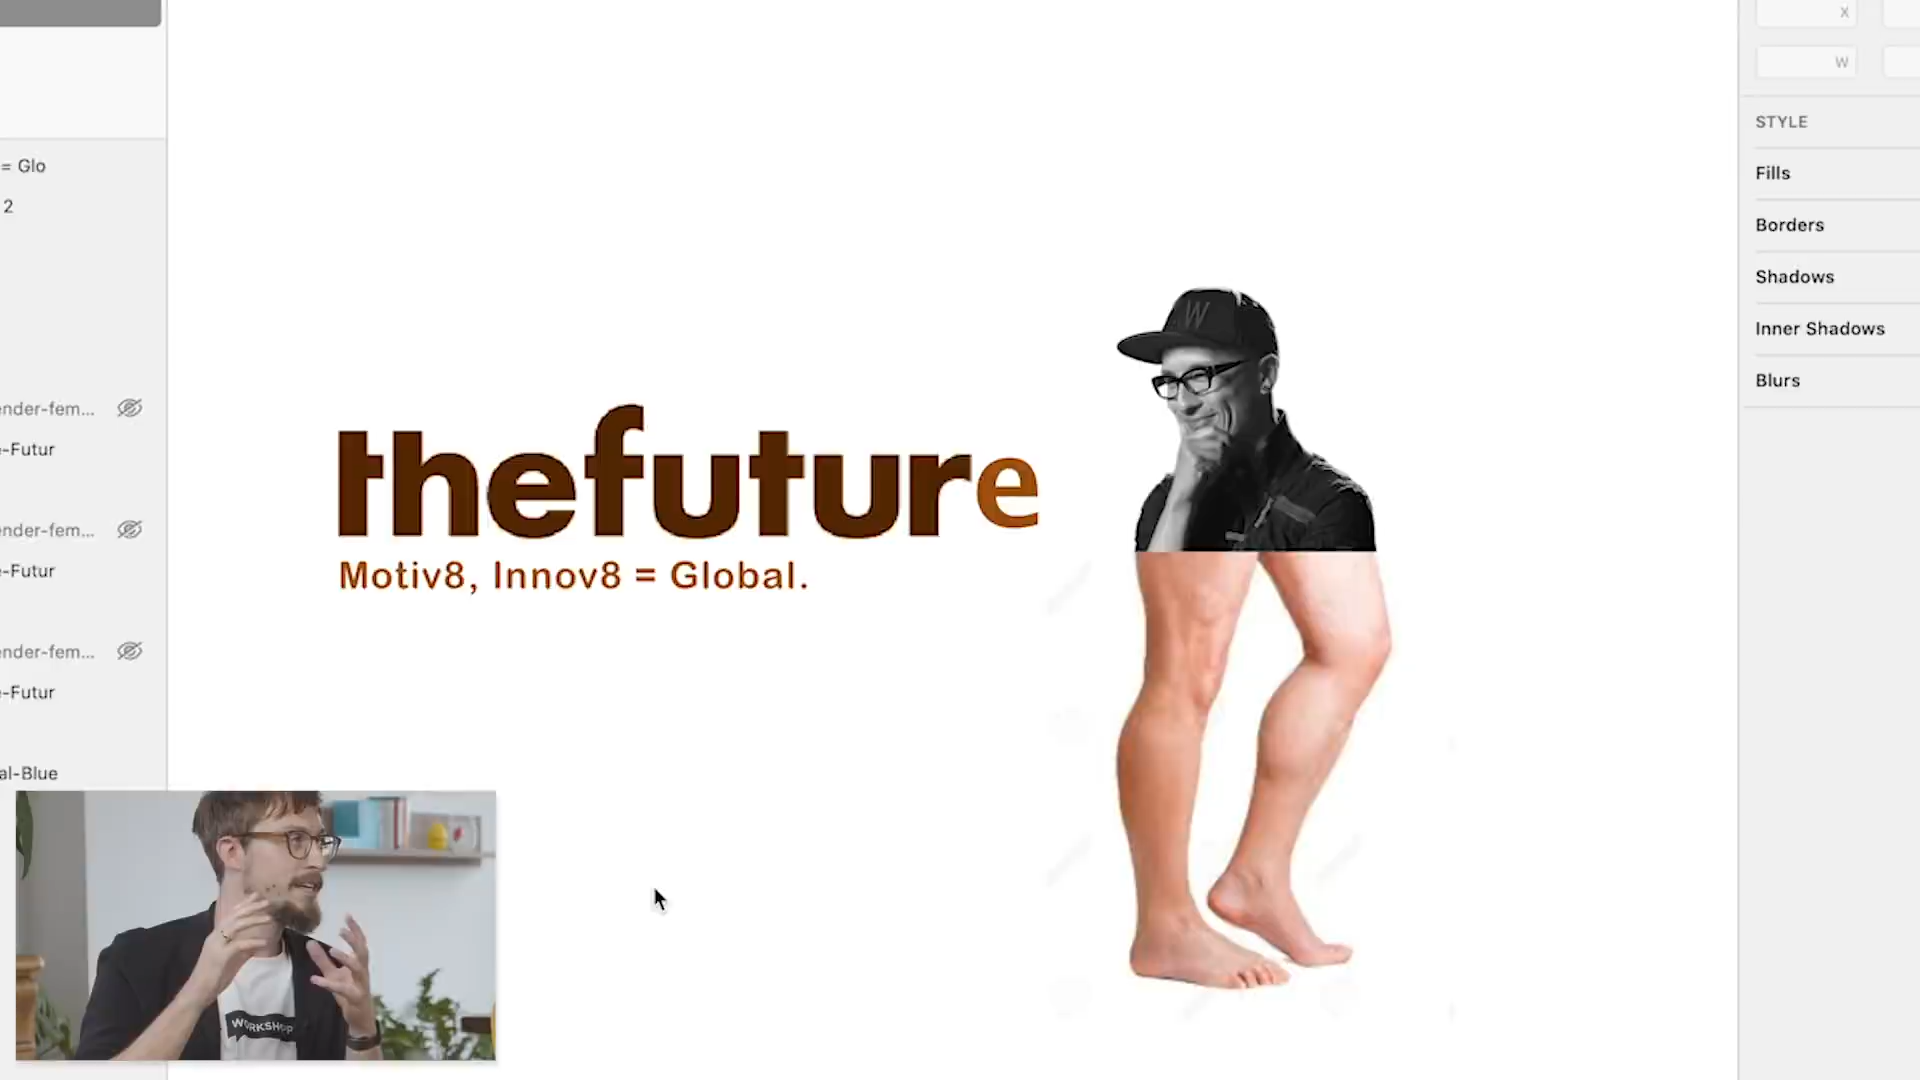 X
W
STYLE
= Glo
Fills
2
Borders
Shadows
Inner Shadows
W
Blurs
ender-fem...
e-Futur
thefuture
ender-fem...
e-Futur
Motiv8, Innov8 = Global.
ender-fem...
e-Futur
al-Blue
WORKSHOP